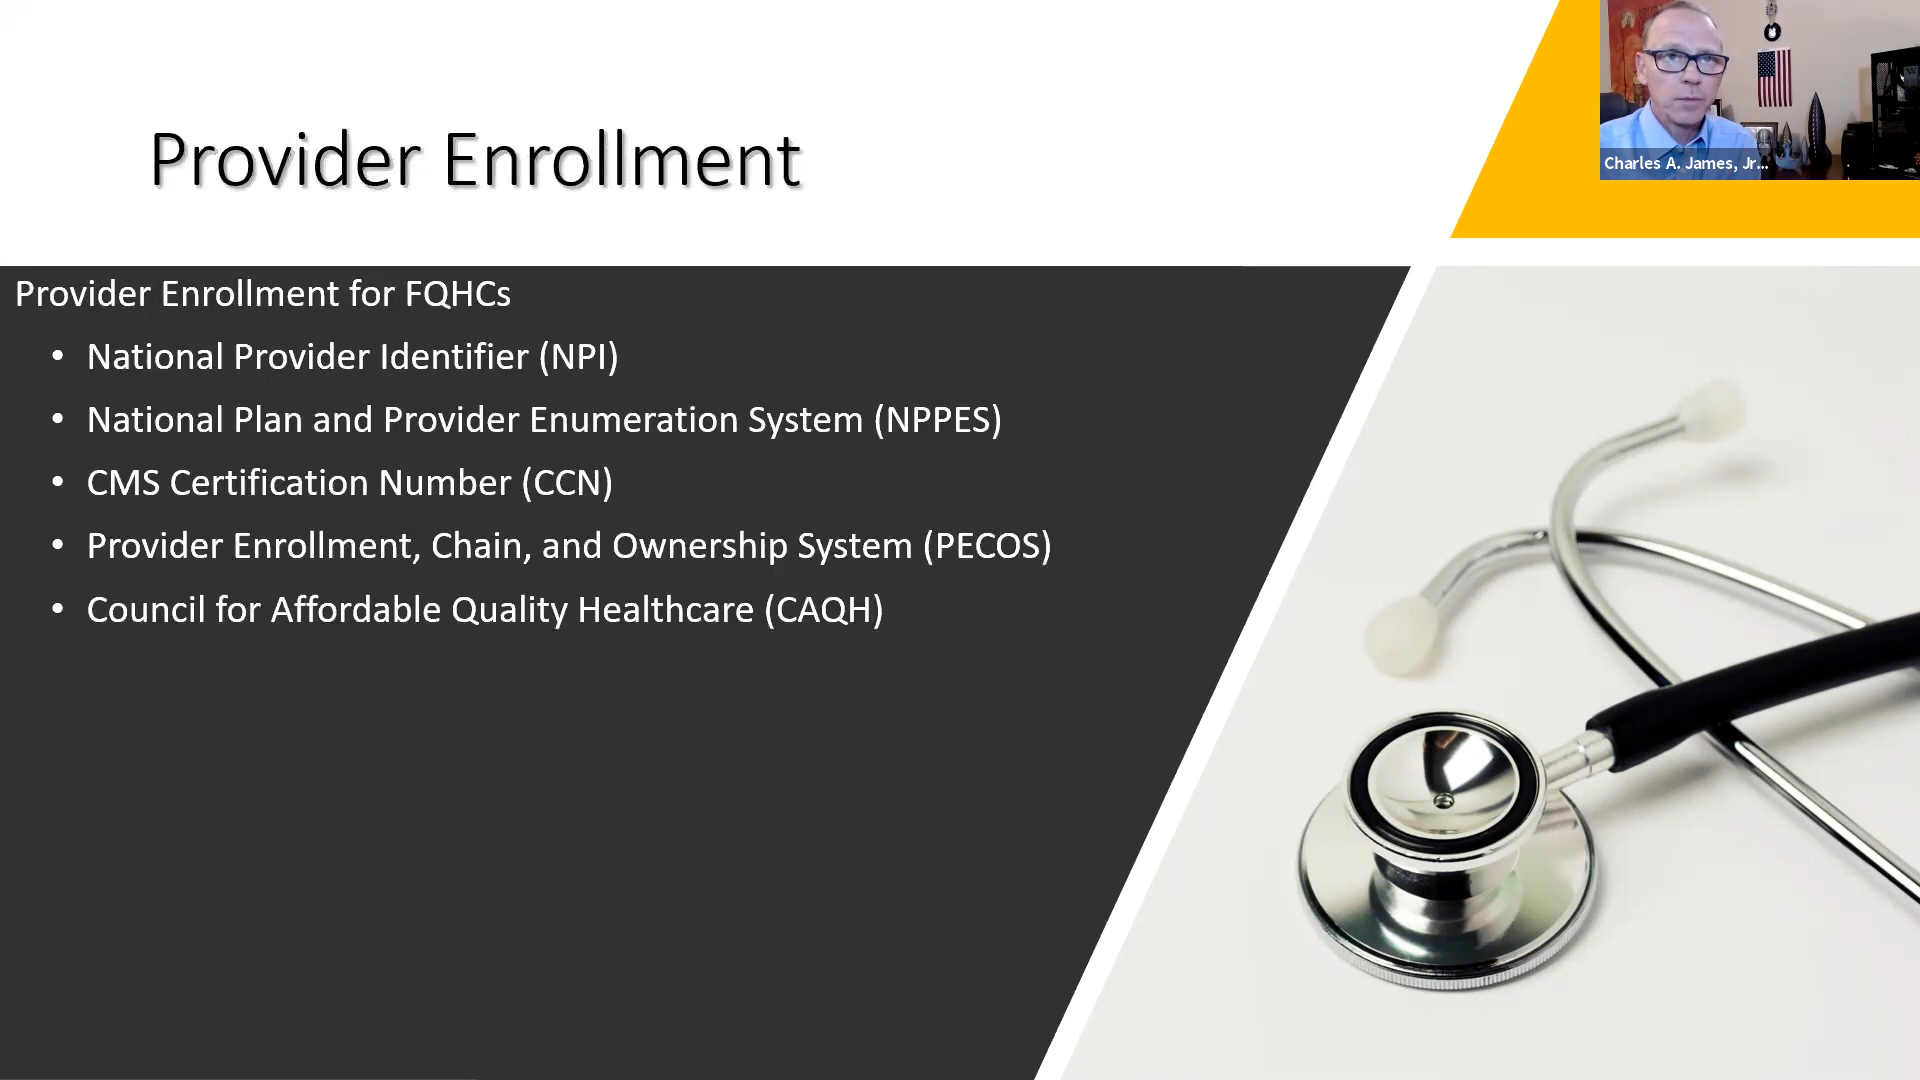 Provider Enrollment
Charles A. James, Jr...
Provider Enrollment for FQHCs
• National Provider Identifier (NPI)
• National Plan and Provider Enumeration System (NPPES)
• CMS Certification Number (CCN)
• Provider Enrollment, Chain, and Ownership System (PECOS)
• Council for Affordable Quality Healthcare (CAQH)